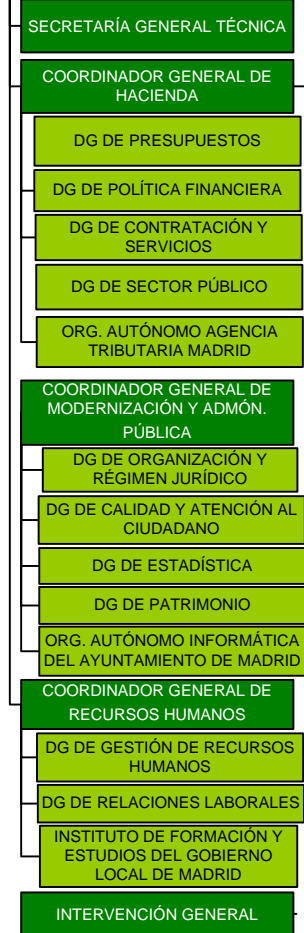 SECRETARÍA GENERAL TÉCNICA
COORDINADOR GENERAL DE
HACIENDA
DG DE PRESUPUESTOS
DG DE POLÍTICA FINANCIERA
DG DE CONTRATACIÓN Y
SERVICIOS
DG DE SECTOR PÚBLICO
ORG. AUTÓNOMO AGENCIA
TRIBUTARIA MADRID
COORDINADOR GENERAL DE
MODERNIZACIÓN Y ADMÓN.
PÚBLICA
DG DE ORGANIZACIÓN Y
RÉGIMEN JURÍDICO
DG DE CALIDAD Y ATENCIÓN AL
CIUDADANO
DG DE ESTADÍSTICA
DG DE PATRIMONIO
ORG. AUTÓNOMO INFORMÁTICA
DEL AYUNTAMIENTO DE MADRID
COORDINADOR GENERAL DE
RECURSOS HUMANOS
DG DE GESTIÓN DE RECURSOS
HUMANOS
DG DE RELACIONES LABORALES
INSTITUTO DE FORMACIÓN Y
ESTUDIOS DEL GOBIERNO
LOCAL DE MADRID
INTERVENCIÓN GENERAL